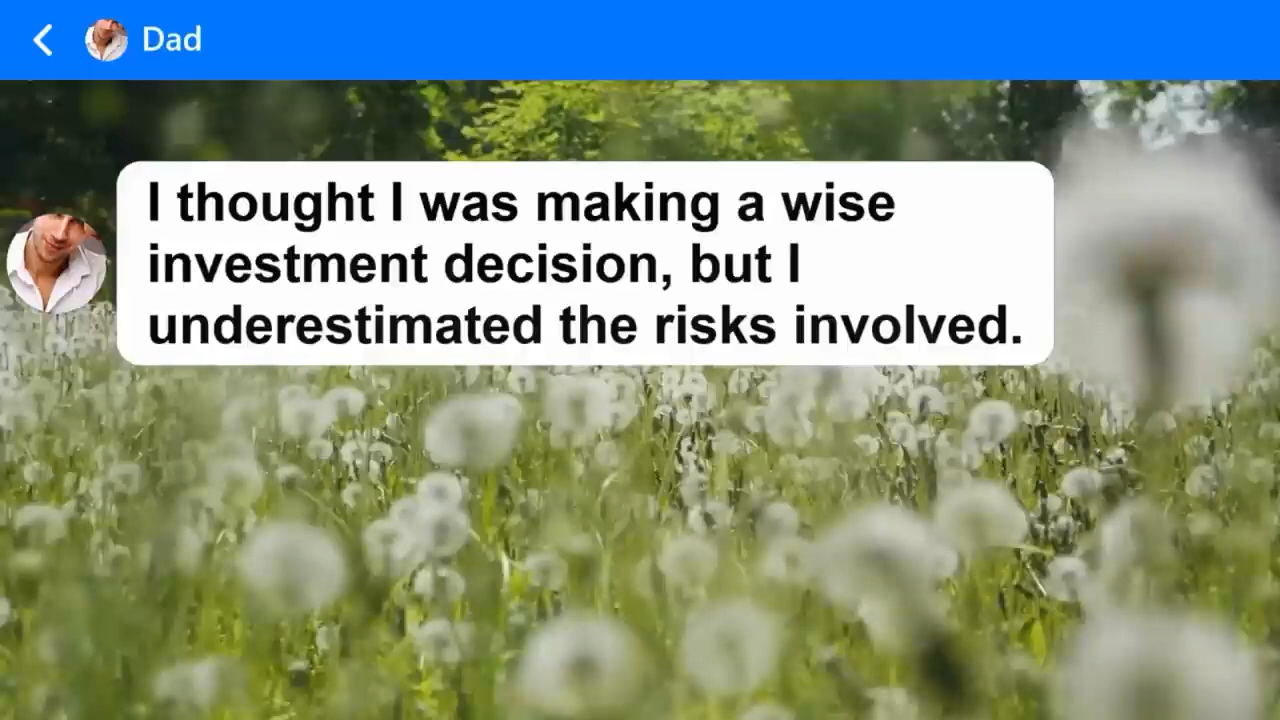 Dad
I thought I was making a wise
investment decision, but I
underestimated the risks involved.